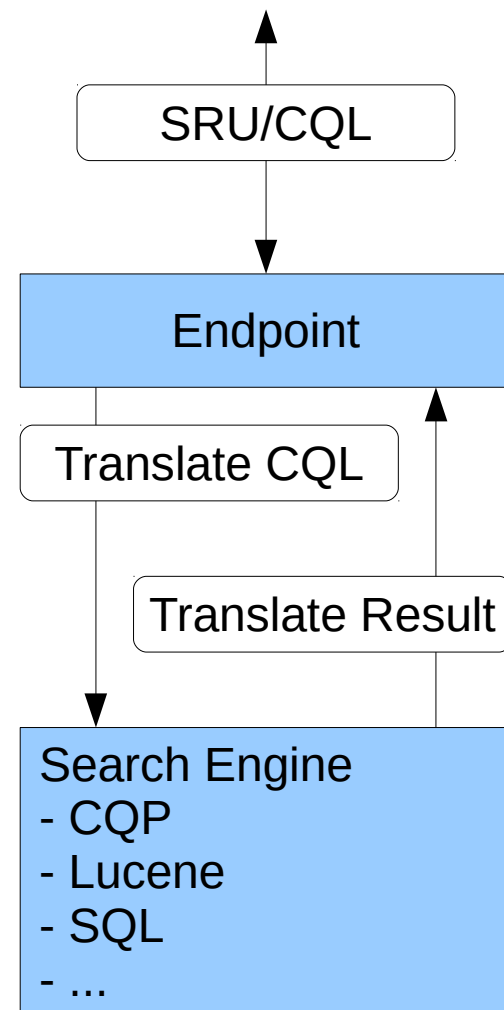 SRU/CQL
Endpoint
Translate CQL
Translate Result
Search Engine
- CQP
- Lucene
- SQL
- ...